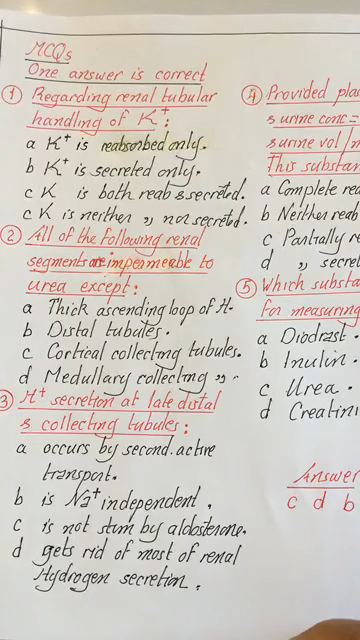 MCQs
One answer is correct
① Regarding renal tubular
handling of K⁺:
a K⁺ is reabsorbed only.
b K⁺ is secreted only.
c K is both reab & secreted.
c K is neither ,, nor secreted.
② All of the following renal
segments are impermeable to
urea except:
a Thick ascending loop of H.
b Distal tubules.
c Cortical collecting tubules.
d Medullary collecting ,, .
③ H⁺ secretion at late distal
& collecting tubules:
a occurs by second. active
transport.
b is Na⁺ independent.
c is not stim by aldosterone.
d gets rid of most of renal
Hydrogen secretion.
④ Provided pla
& urine conc =
& urine vol / m
This substan
a Complete rea
b Neither reab
c Partially r
d ,, secret
⑤ Which substa
for measuring
a Diodrast.
b Inulin.
c Urea.
d Creatini
Answer
c d b